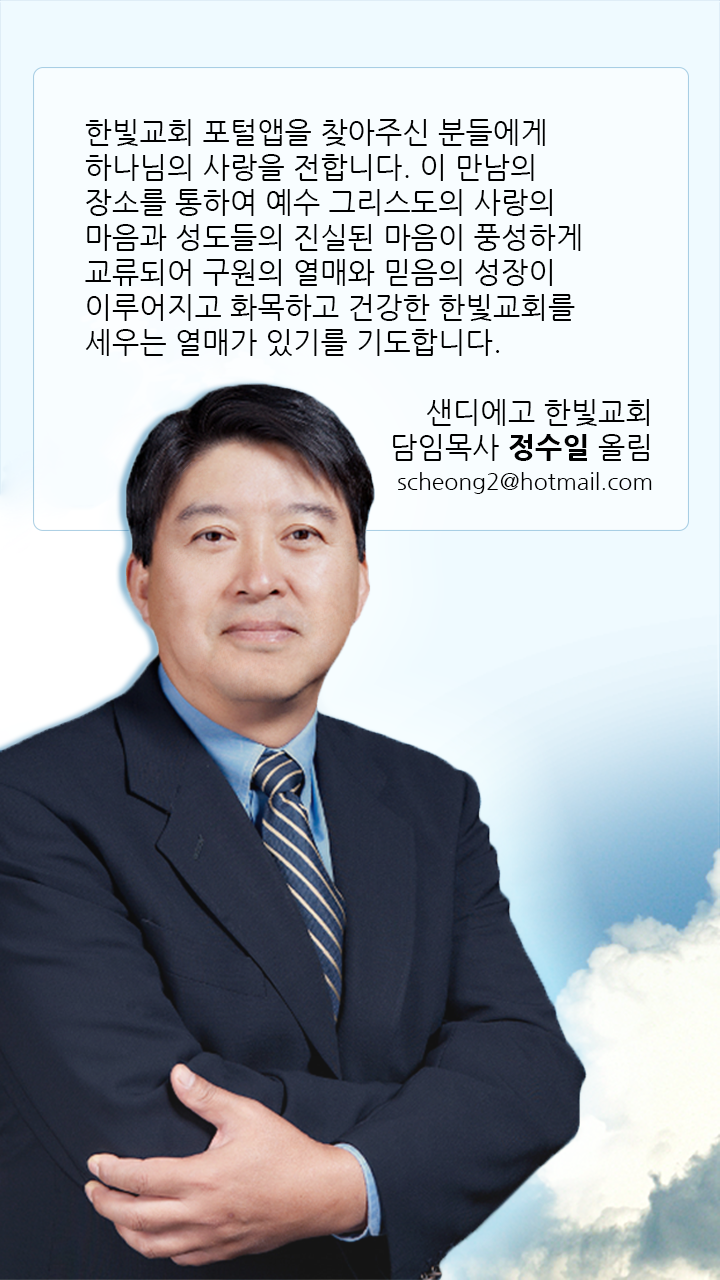 한빛교회 포털앱을 찾아주신 분들에게
하나님의 사랑을 전합니다. 이 만남의
장소를 통하여 예수 그리스도의 사랑의
마음과 성도들의 진실된 마음이 풍성하게
교류되어 구원의 열매와 믿음의 성장이
이루어지고 화목하고 건강한 한빛교회를
세우는 열매가 있기를 기도합니다.
샌디에고 한빛교회
담임목사 정수일 올림
scheong2@hotmail.com